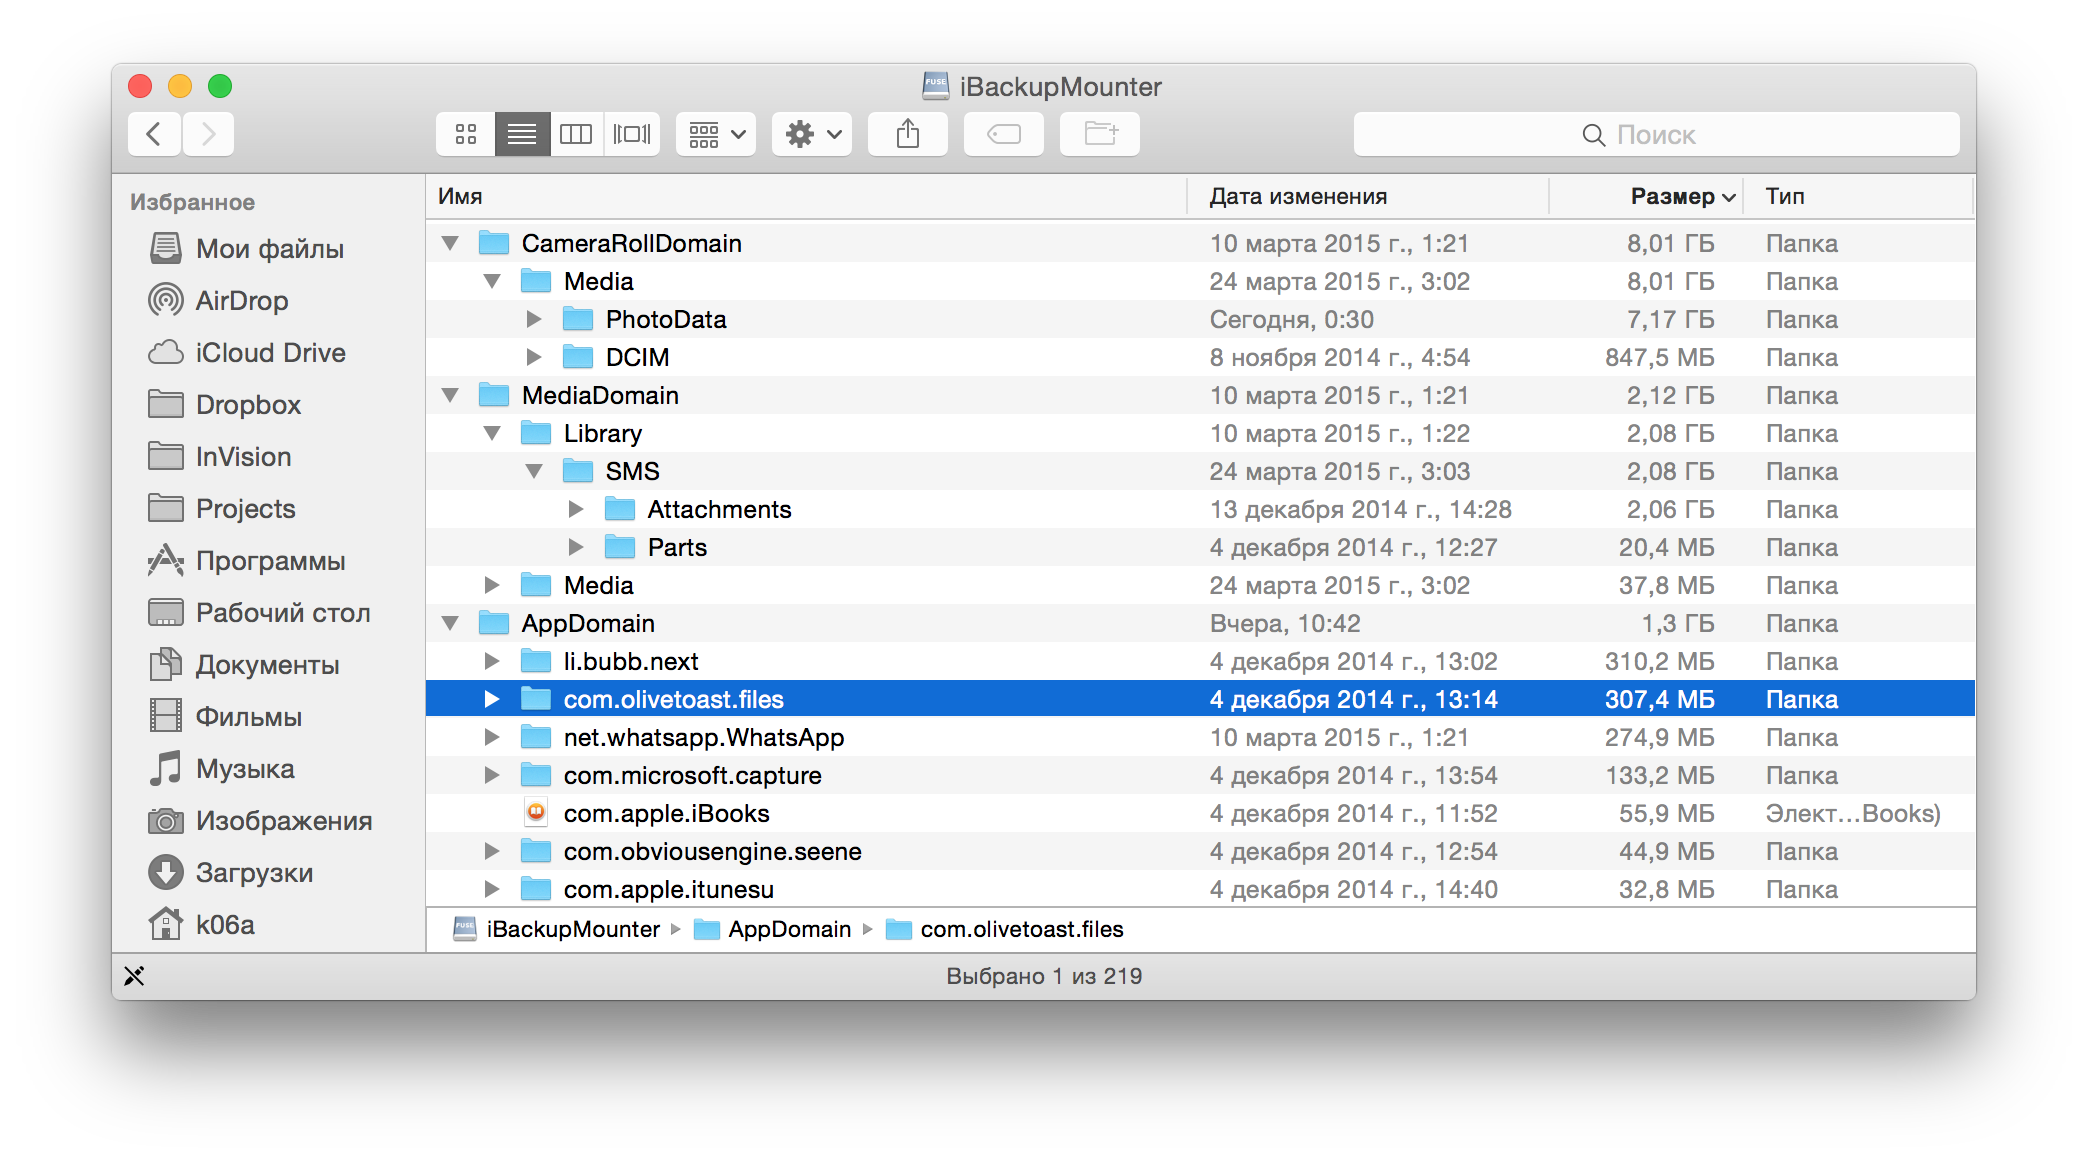 iBackupMounter
Поиск
Избранное
Мои файлы
AirDrop
iCloud Drive
Dropbox
InVision
Projects
Программы
Рабочий стол
Документы
Фильмы
Музыка
Изображения
Загрузки
k06a
Имя Дата изменения Размер Тип
CameraRollDomain 10 марта 2015 г., 1:21 8,01 ГБ Папка
Media 24 марта 2015 г., 3:02 8,01 ГБ Папка
PhotoData Сегодня, 0:30 7,17 ГБ Папка
DCIM 8 ноября 2014 г., 4:54 847,5 МБ Папка
MediaDomain 10 марта 2015 г., 1:21 2,12 ГБ Папка
Library 10 марта 2015 г., 1:22 2,08 ГБ Папка
SMS 24 марта 2015 г., 3:03 2,08 ГБ Папка
Attachments 13 декабря 2014 г., 14:28 2,06 ГБ Папка
Parts 4 декабря 2014 г., 12:27 20,4 МБ Папка
Media 24 марта 2015 г., 3:02 37,8 МБ Папка
AppDomain Вчера, 10:42 1,3 ГБ Папка
li.bubb.next 4 декабря 2014 г., 13:02 310,2 МБ Папка
com.olivetoast.files 4 декабря 2014 г., 13:14 307,4 МБ Папка
net.whatsapp.WhatsApp 10 марта 2015 г., 1:21 274,9 МБ Папка
com.microsoft.capture 4 декабря 2014 г., 13:54 133,2 МБ Папка
com.apple.iBooks 4 декабря 2014 г., 11:52 55,9 МБ Элект…Books)
com.obviousengine.seene 4 декабря 2014 г., 12:54 44,9 МБ Папка
com.apple.itunesu 4 декабря 2014 г., 14:40 32,8 МБ Папка
FUSE iBackupMounter AppDomain com.olivetoast.files
Выбрано 1 из 219